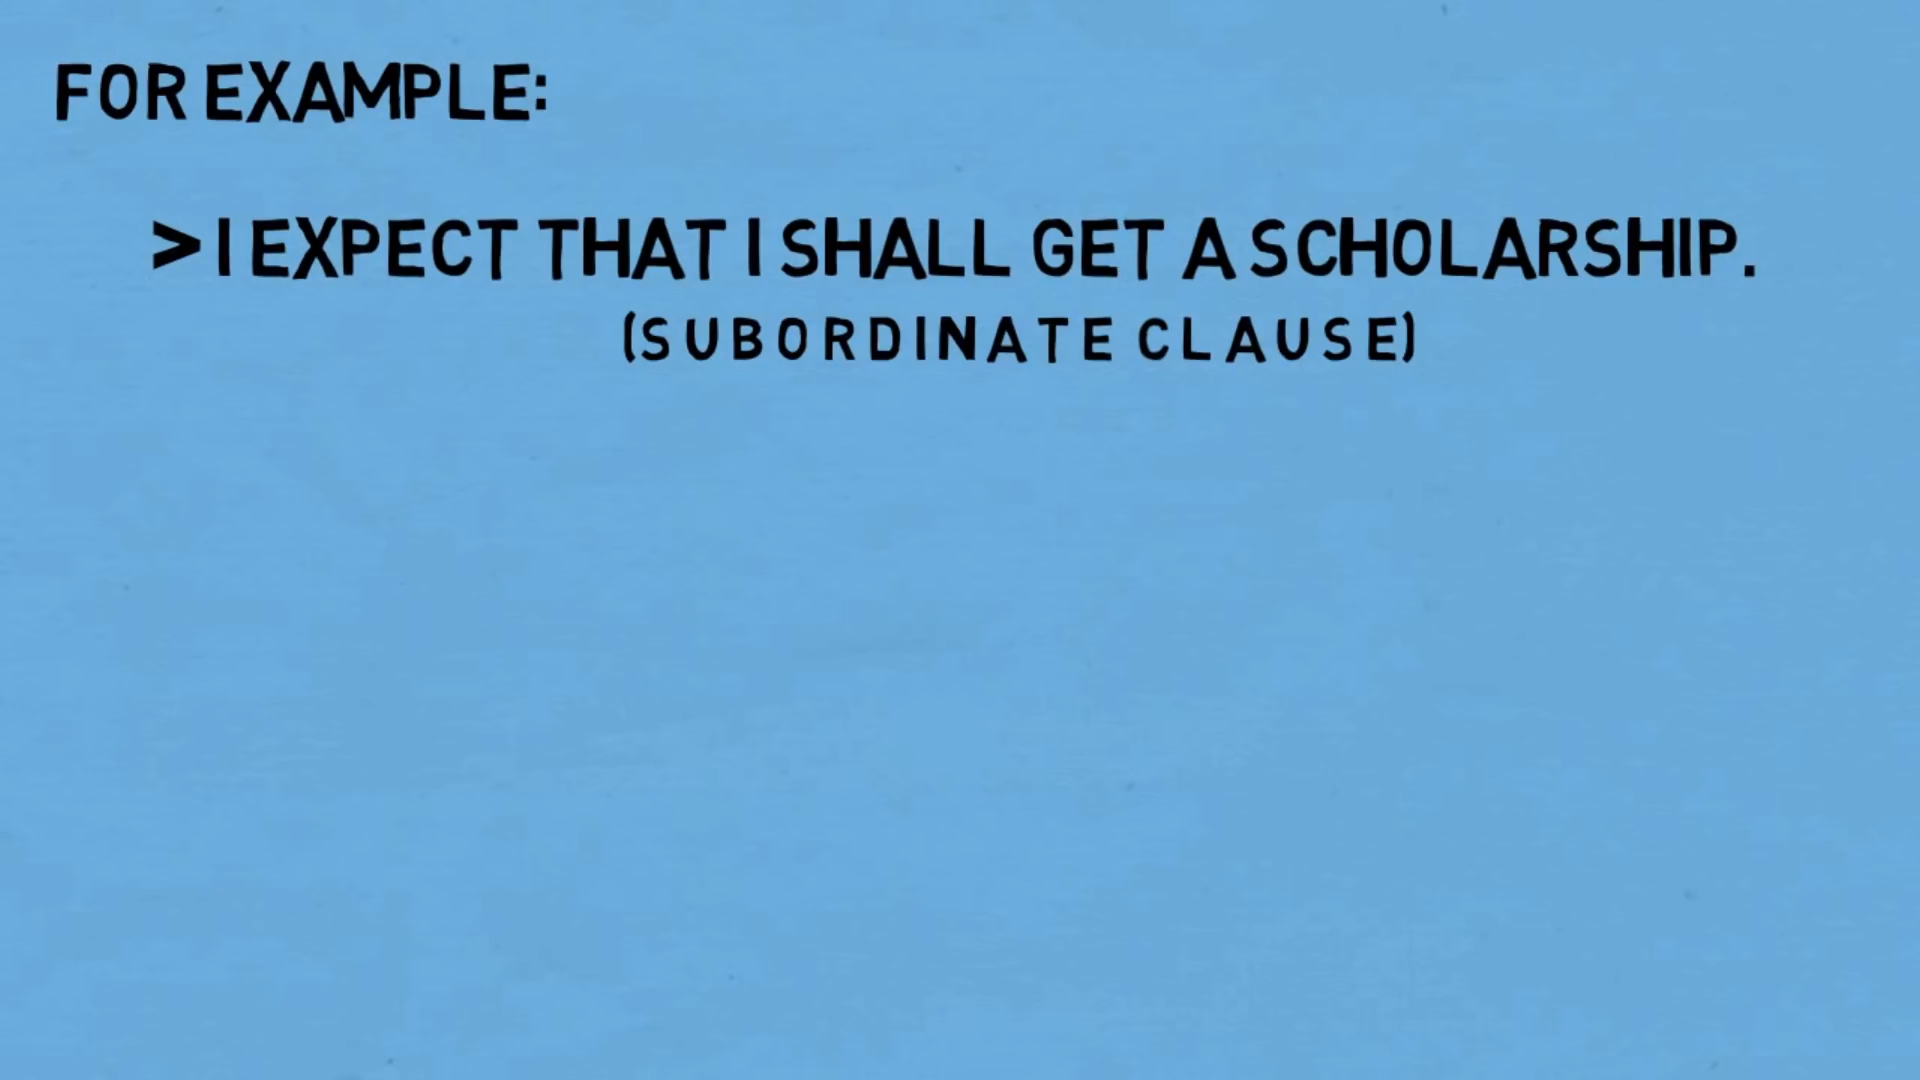 FOR EXAMPLE:
>I EXPECT THAT I SHALL GET A SCHOLARSHIP.
(SUBORDINATE CLAUSE)